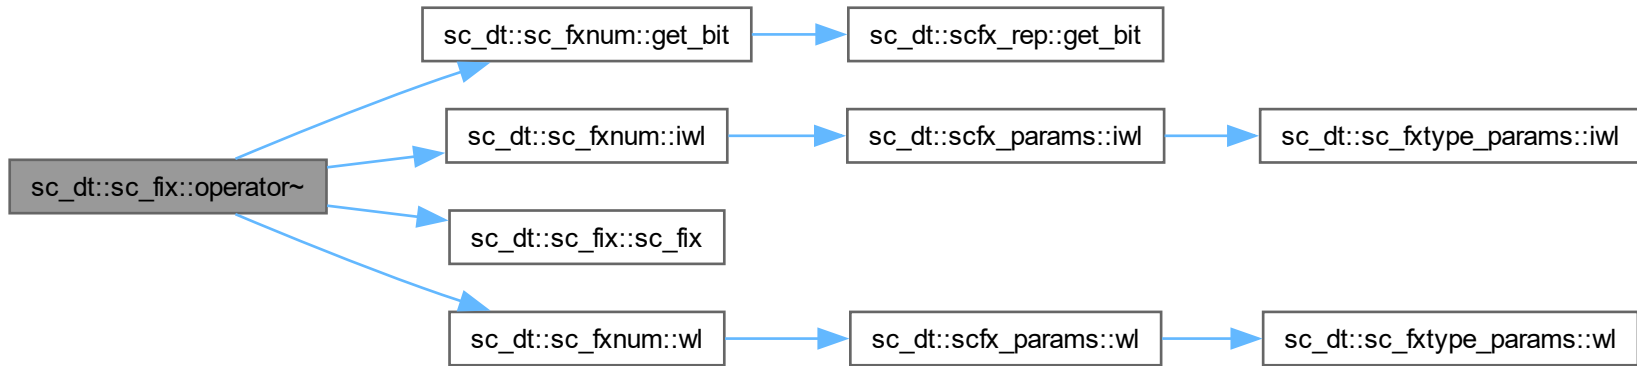 sc_dt::sc_fxnum::get_bit
sc_dt::scfx_rep::get_bit
sc_dt::sc_fxnum::iwl
sc_dt::scfx_params::iwl
sc_dt::sc_fxtype_params::iwl
sc_dt::sc_fix::operator~
sc_dt::sc_fix::sc_fix
sc_dt::sc_fxnum::wl
sc_dt::scfx_params::wl
sc_dt::sc_fxtype_params::wl